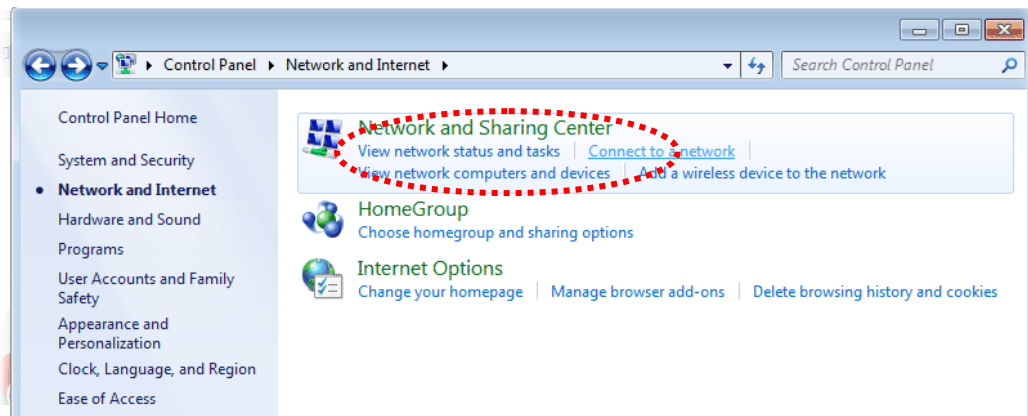 Control Panel Network and Internet Search Control Panel
Control Panel Home
System and Security
Network and Internet
Hardware and Sound
Programs
User Accounts and Family
Safety
Appearance and
Personalization
Clock, Language, and Region
Ease of Access
Network and Sharing Center
View network status and tasks Connect to a network
View network computers and devices Add a wireless device to the network
HomeGroup
Choose homegroup and sharing options
Internet Options
Change your homepage Manage browser add-ons Delete browsing history and cookies